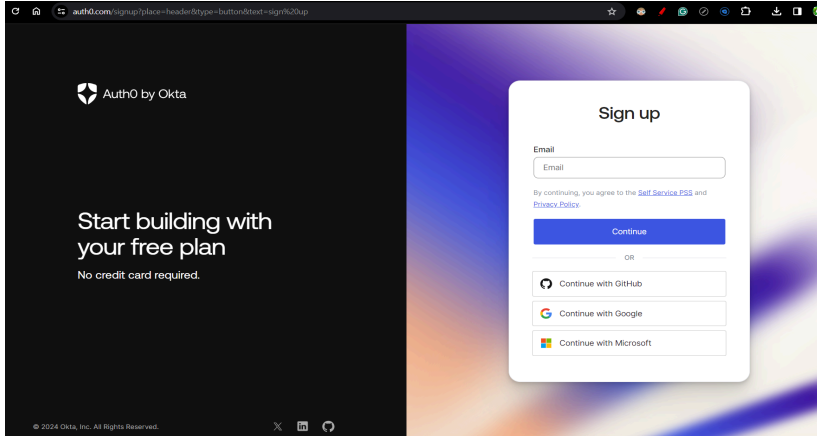 auth0.com/signup?place=header&type=button&text=sign%20up
Auth0 by Okta
Start building with
your free plan
No credit card required.
© 2024 Okta, Inc. All Rights Reserved.
Sign up
Email
Email
By continuing, you agree to the Self Service PSS and
Privacy Policy.
Continue
OR
Continue with GitHub
Continue with Google
Continue with Microsoft